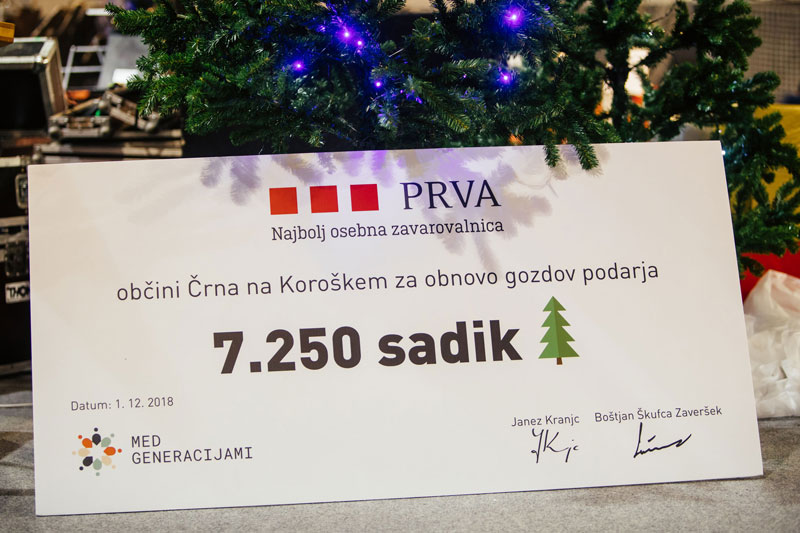 PRVA
Najbolj osebna zavarovalnica
občini Črna na Koroškem za obnovo gozdov podarja
7.250 sadik
Datum: 1. 12. 2018
MED
GENERACIJAMI
Janez Kranjc
Boštjan Škufca Zaveršek